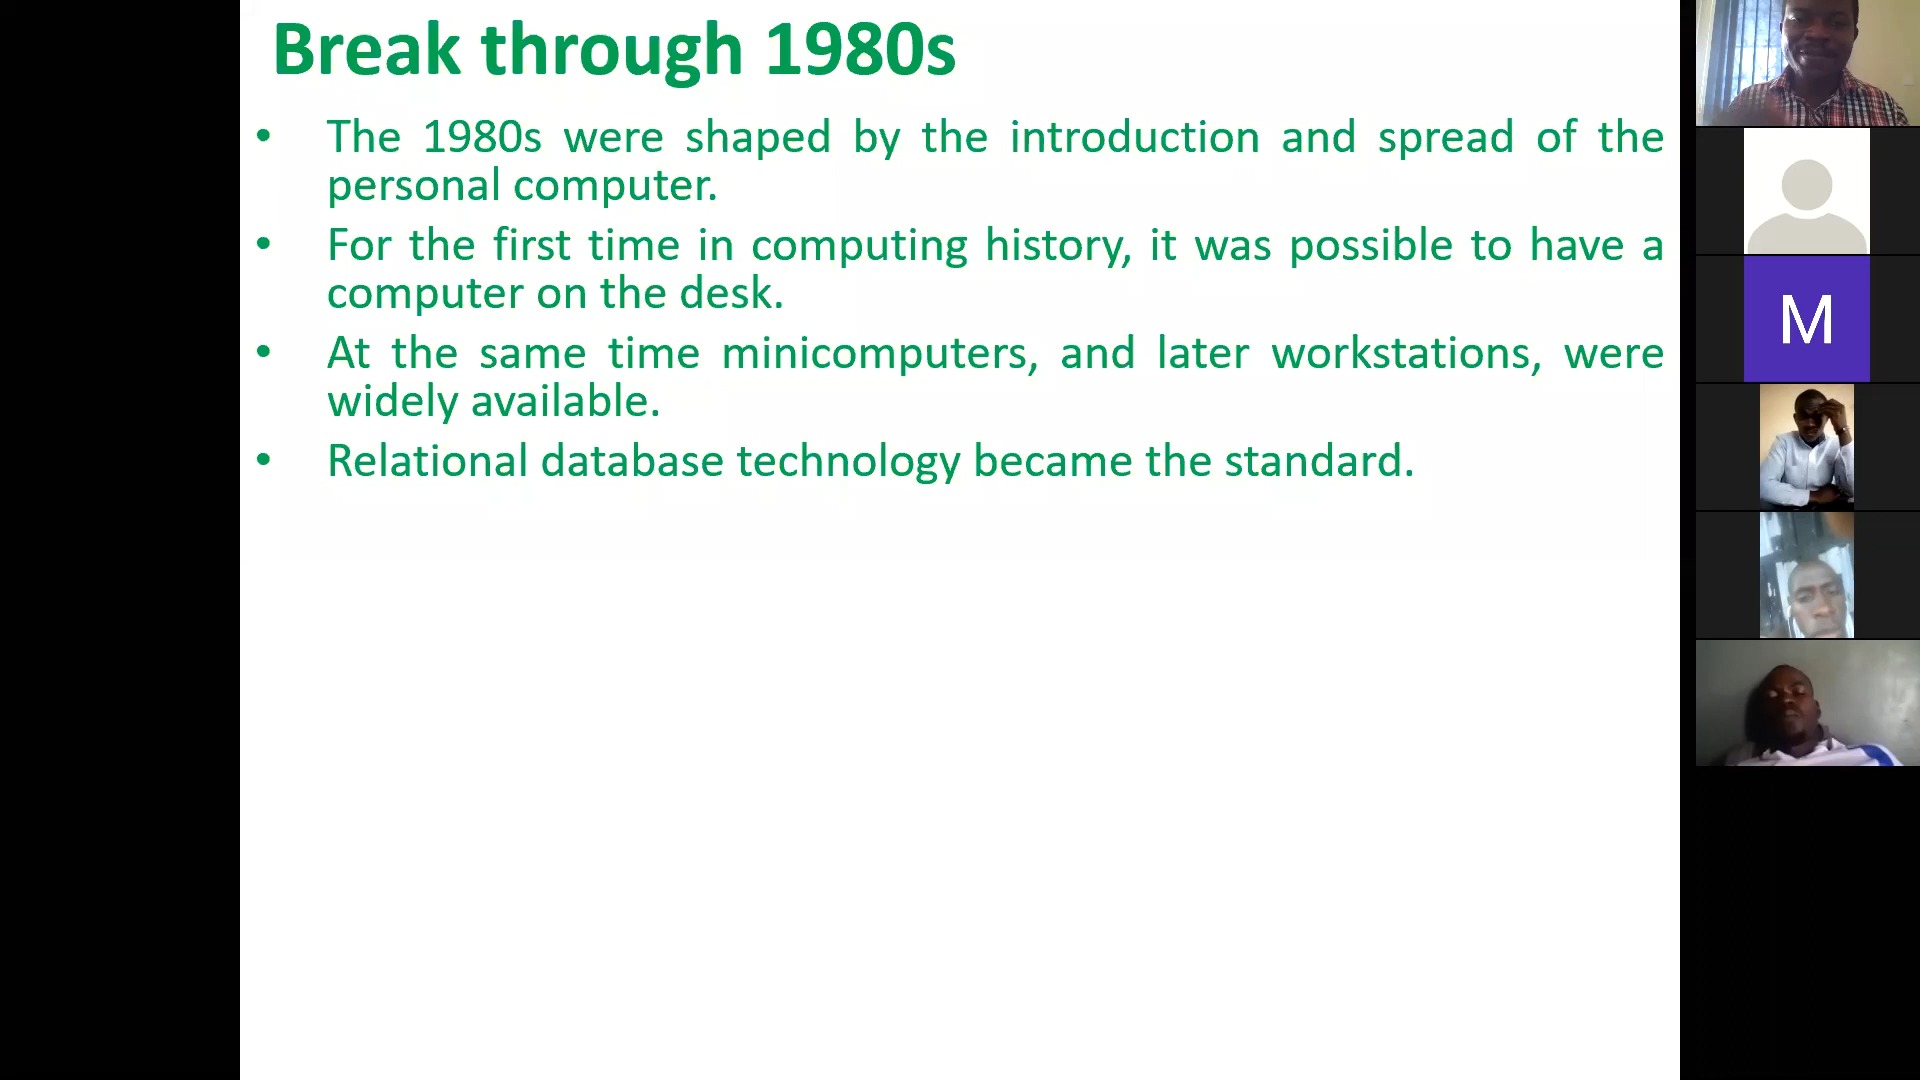 Break through 1980s
• The 1980s were shaped by the introduction and spread of the
personal computer.
• For the first time in computing history, it was possible to have a
computer on the desk.
• At the same time minicomputers, and later workstations, were
widely available.
• Relational database technology became the standard.
M